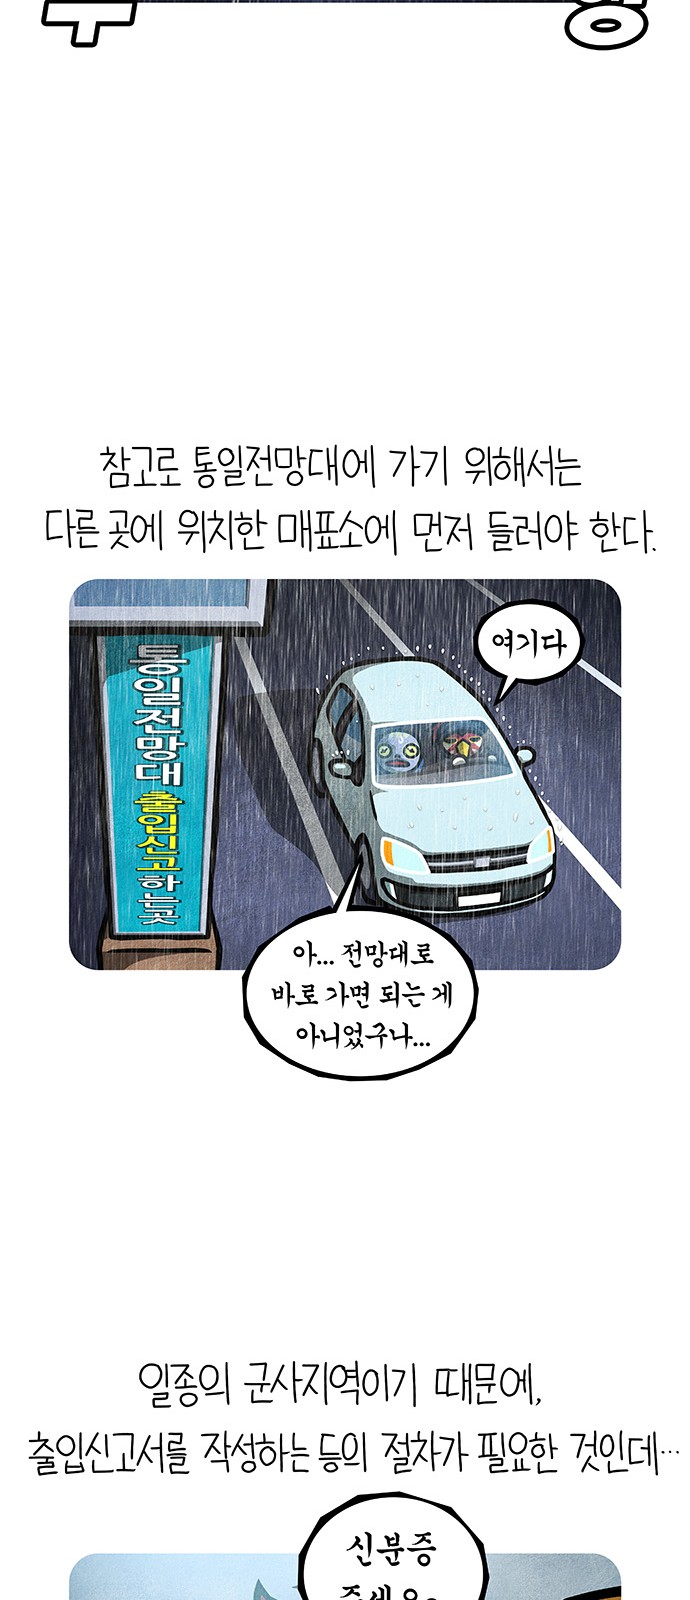 참고로 통일전망대에 가기 위해서는
다른 곳에 위치한 매표소에 먼저 들러야 한다.
여기다
통일전망대 출입신고하는곳
아... 전망대로
바로 가면 되는 게
아니었구나...
일종의 군사지역이기 때문에,
출입신고서를 작성하는 등의 절차가 필요한 것인데…
신분증